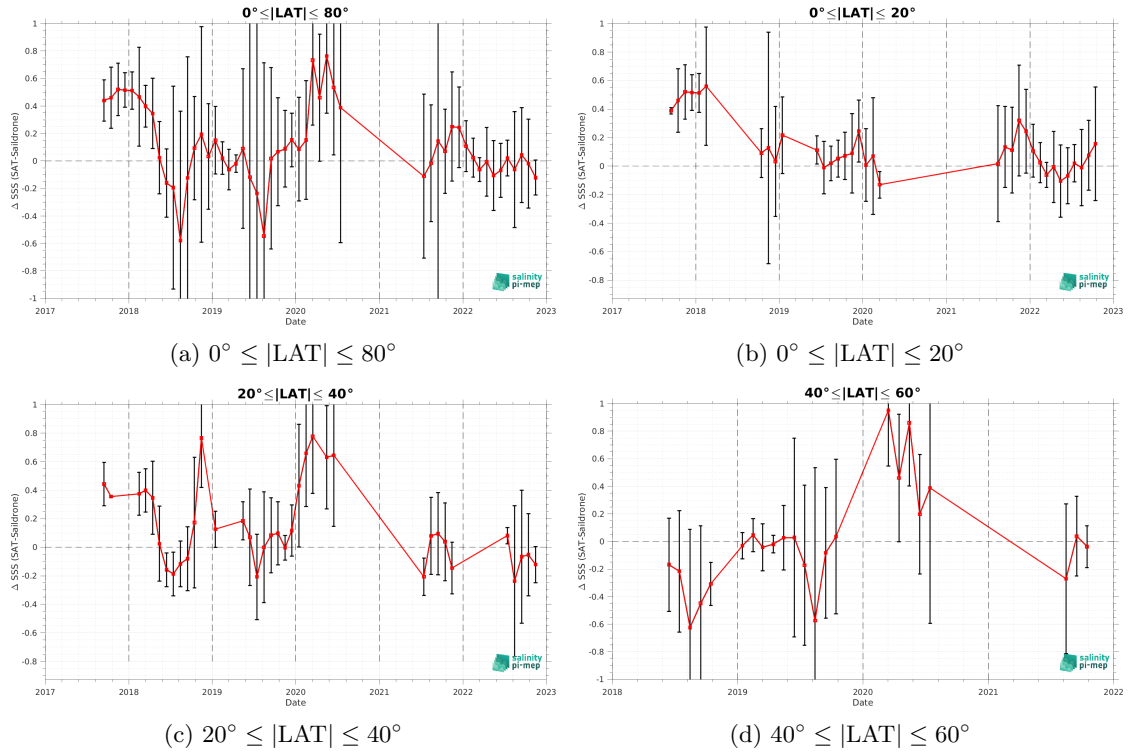 0°≤|LAT|≤ 80°
1
0.8
0.6
0.4
0.2
0
-0.2
-0.4
-0.6
-0.8
-1
Δ SSS (SAT-Saildrone)
2017
2018
2019
2020
2021
2022
2023
Date
salinity
pi-mep
(a) 0° ≤ |LAT| ≤ 80°
0°≤|LAT|≤ 20°
1
0.8
0.6
0.4
0.2
0
-0.2
-0.4
-0.6
-0.8
Δ SSS (SAT-Saildrone)
2017
2018
2019
2020
2021
2022
2023
Date
salinity
pi-mep
(b) 0° ≤ |LAT| ≤ 20°
20°≤|LAT|≤ 40°
1
0.8
0.6
0.4
0.2
0
-0.2
-0.4
-0.6
-0.8
Δ SSS (SAT-Saildrone)
2017
2018
2019
2020
2021
2022
2023
Date
salinity
pi-mep
(c) 20° ≤ |LAT| ≤ 40°
40°≤|LAT|≤ 60°
1
0.8
0.6
0.4
0.2
0
-0.2
-0.4
-0.6
-0.8
-1
Δ SSS (SAT-Saildrone)
2018
2019
2020
2021
2022
Date
salinity
pi-mep
(d) 40° ≤ |LAT| ≤ 60°